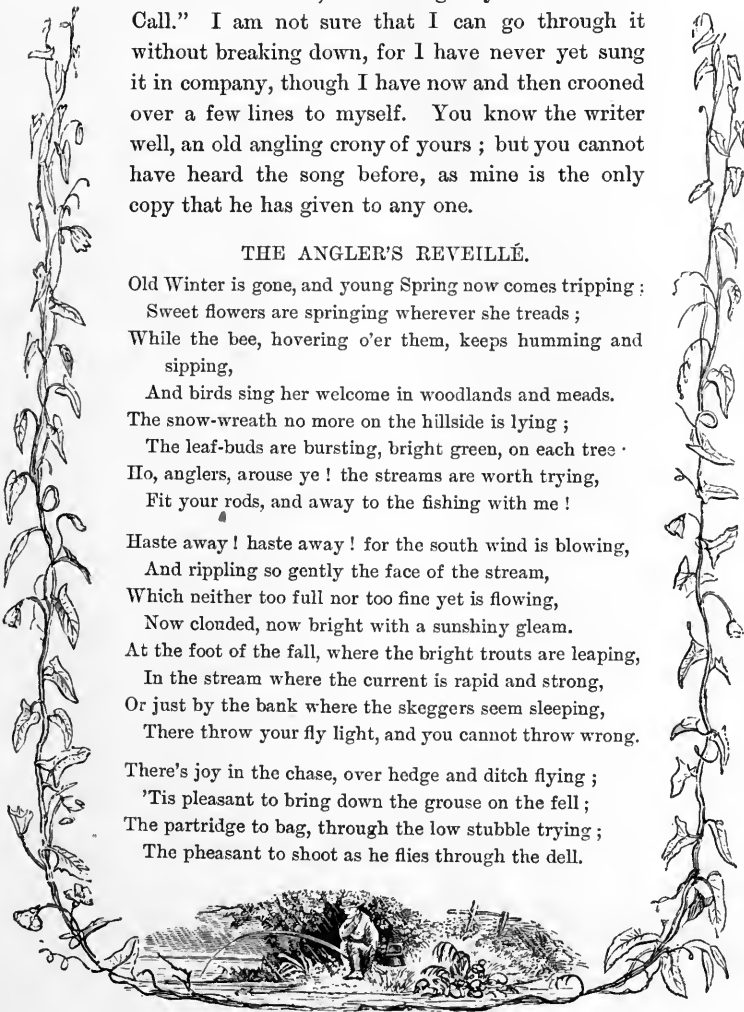 Call.” I am not sure that I can go through it
without breaking down, for I have never yet sung
it in company, though I have now and then crooned
over a few lines to myself. You know the writer
well, an old angling crony of yours ; but you cannot
have heard the song before, as mine is the only
copy that he has given to any one.
THE ANGLER'S REVEILLÉ.
Old Winter is gone, and young Spring now comes tripping ;
Sweet flowers are springing wherever she treads ;
While the bee, hovering o'er them, keeps humming and
sipping,
And birds sing her welcome in woodlands and meads.
The snow-wreath no more on the hillside is lying ;
The leaf-buds are bursting, bright green, on each tree ·
Ho, anglers, arouse ye ! the streams are worth trying,
Fit your rods, and away to the fishing with me !
Haste away ! haste away ! for the south wind is blowing,
And rippling so gently the face of the stream,
Which neither too full nor too fine yet is flowing,
Now clouded, now bright with a sunshiny gleam.
At the foot of the fall, where the bright trouts are leaping,
In the stream where the current is rapid and strong,
Or just by the bank where the skeggers seem sleeping,
There throw your fly light, and you cannot throw wrong.
There's joy in the chase, over hedge and ditch flying ;
'Tis pleasant to bring down the grouse on the fell ;
The partridge to bag, through the low stubble trying ;
The pheasant to shoot as he flies through the dell.